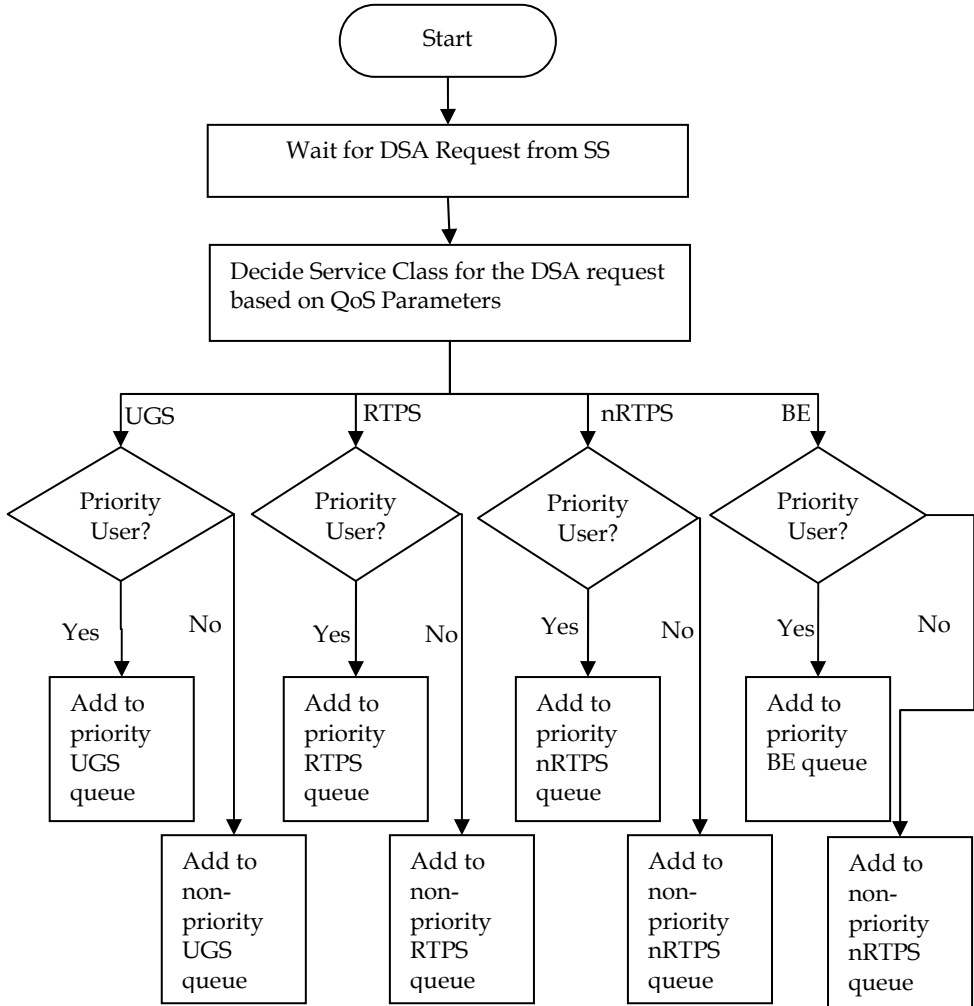 Start
Wait for DSA Request from SS
Decide Service Class for the DSA request
based on QoS Parameters
UGS
RTPS
nRTPS
BE
Priority
User?
Priority
User?
Priority
User?
Priority
User?
Yes
No
Yes
No
Yes
No
Yes
No
Add to
priority
UGS
queue
Add to
priority
RTPS
queue
Add to
priority
nRTPS
queue
Add to
priority
BE queue
Add to
non-
priority
UGS
queue
Add to
non-
priority
RTPS
queue
Add to
non-
priority
nRTPS
queue
Add to
non-
priority
nRTPS
queue